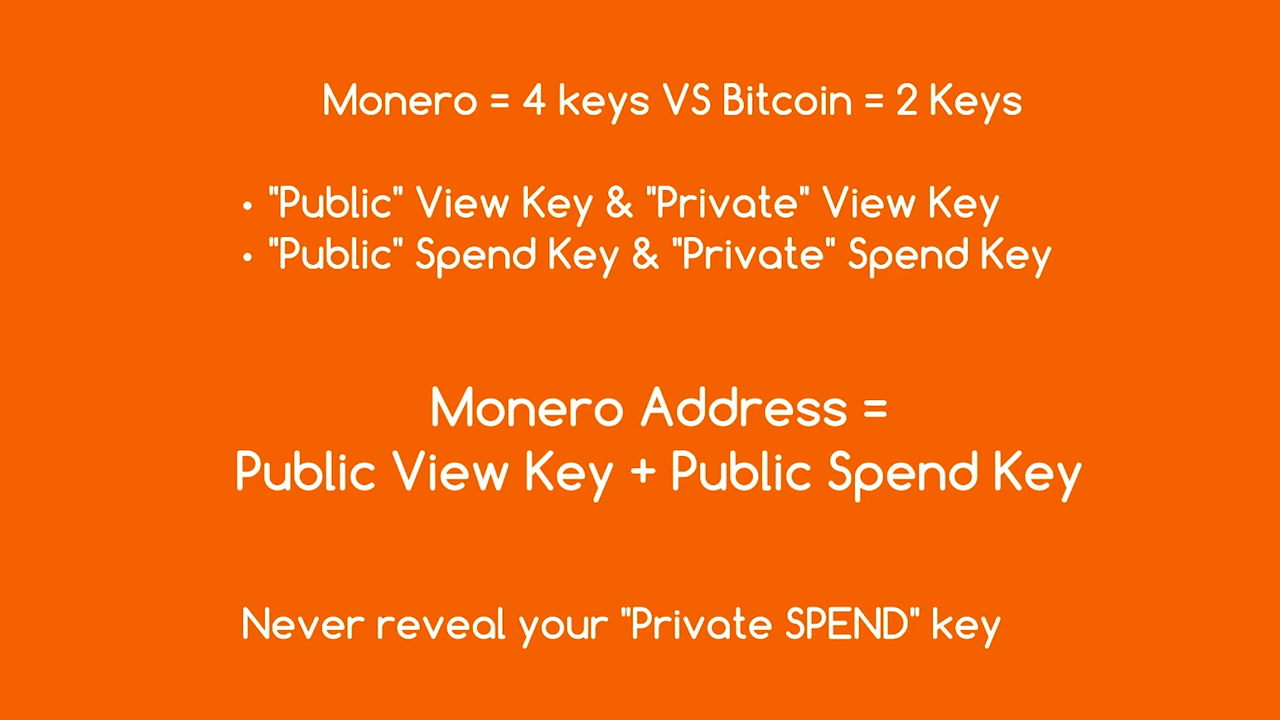 Monero = 4 keys VS Bitcoin = 2 Keys
• "Public" View Key & "Private" View Key
• "Public" Spend Key & "Private" Spend Key
Monero Address =
Public View Key + Public Spend Key
Never reveal your "Private SPEND" key